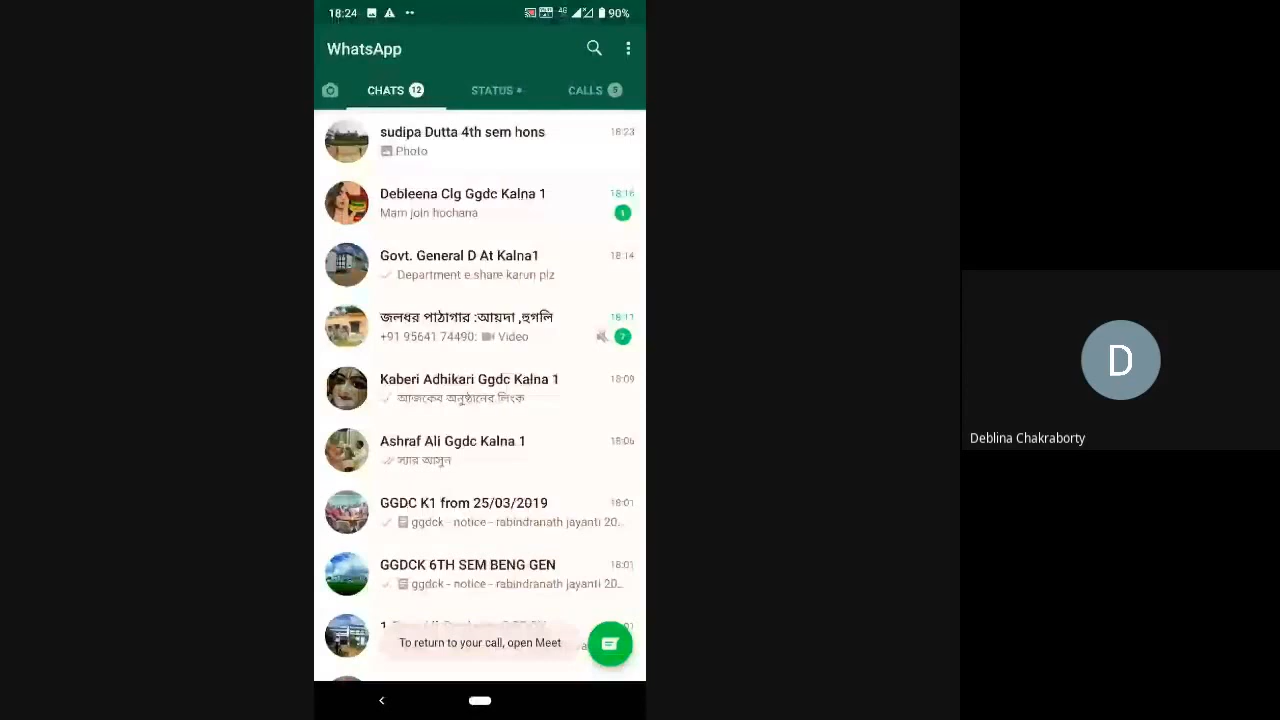 18:24
4G
90%
WhatsApp
CHATS 12
STATUS
CALLS 5
sudipa Dutta 4th sem hons 18:23
Photo
Debleena Clg Ggdc Kalna 1 18:16
Mam join hochana 1
Govt. General D At Kalna1 18:14
Department e share karun plz
জলধর পাঠাগার :আয়দা ,হুগলি 18:11
+91 95641 74490: Video 7
Kaberi Adhikari Ggdc Kalna 1 18:09
আজকের অনুষ্ঠানের লিংক
Ashraf Ali Ggdc Kalna 1 18:06
স্যার আসুন
GGDC K1 from 25/03/2019 18:01
ggdck - notice - rabindranath jayanti 20..
GGDCK 6TH SEM BENG GEN 18:01
ggdck - notice - rabindranath jayanti 20..
To return to your call, open Meet
D
Deblina Chakraborty